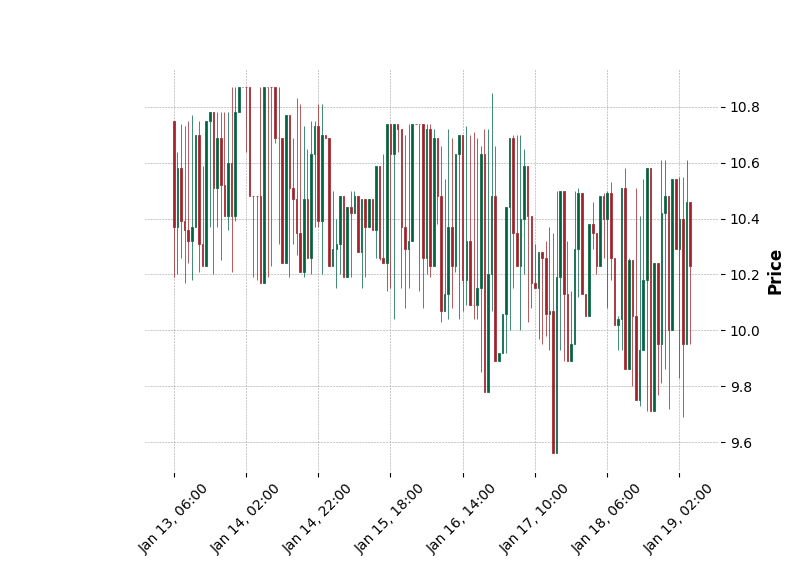 10.8
10.6
10.4
10.2
10.0
9.8
9.6
Price
Jan 13, 06:00
Jan 14, 02:00
Jan 14, 22:00
Jan 15, 18:00
Jan 16, 14:00
Jan 17, 10:00
Jan 18, 06:00
Jan 19, 02:00